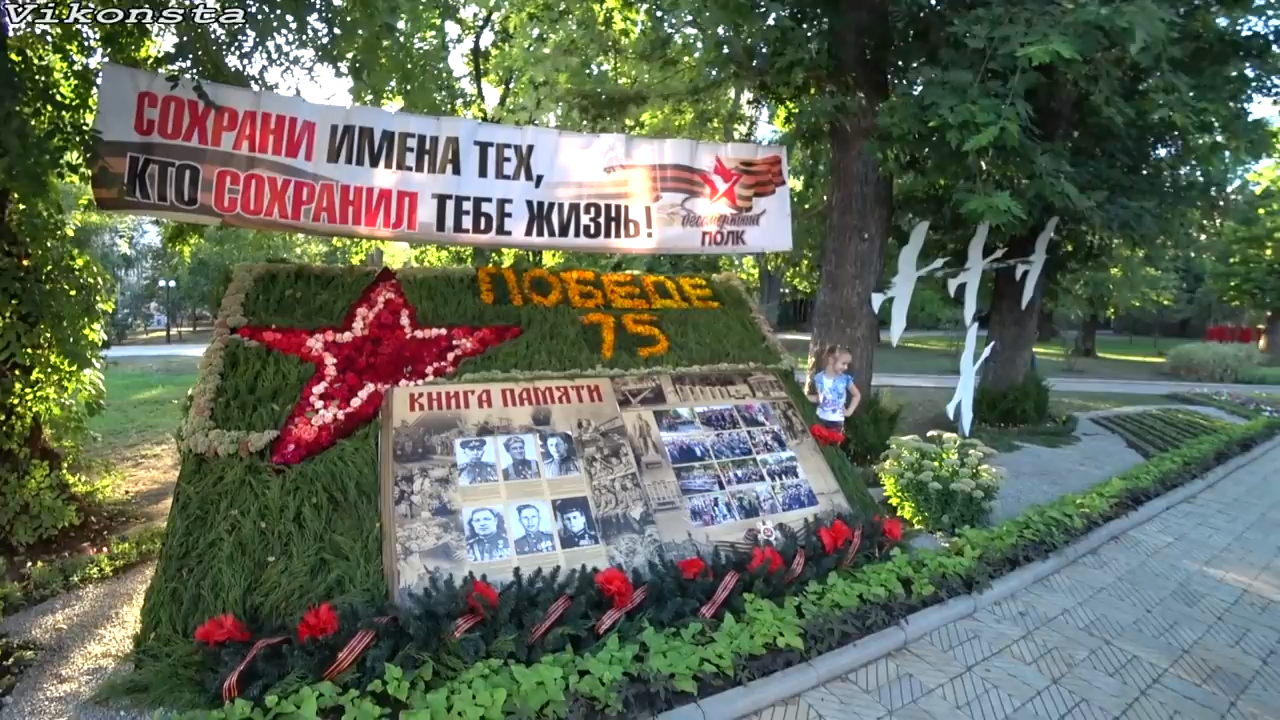 Vikonsta
СОХРАНИ ИМЕНА ТЕХ,
КТО СОХРАНИЛ ТЕБЕ ЖИЗНЬ!
бессмертный
ПОЛК
ПОБЕДЕ
75
КНИГА ПАМЯТИ